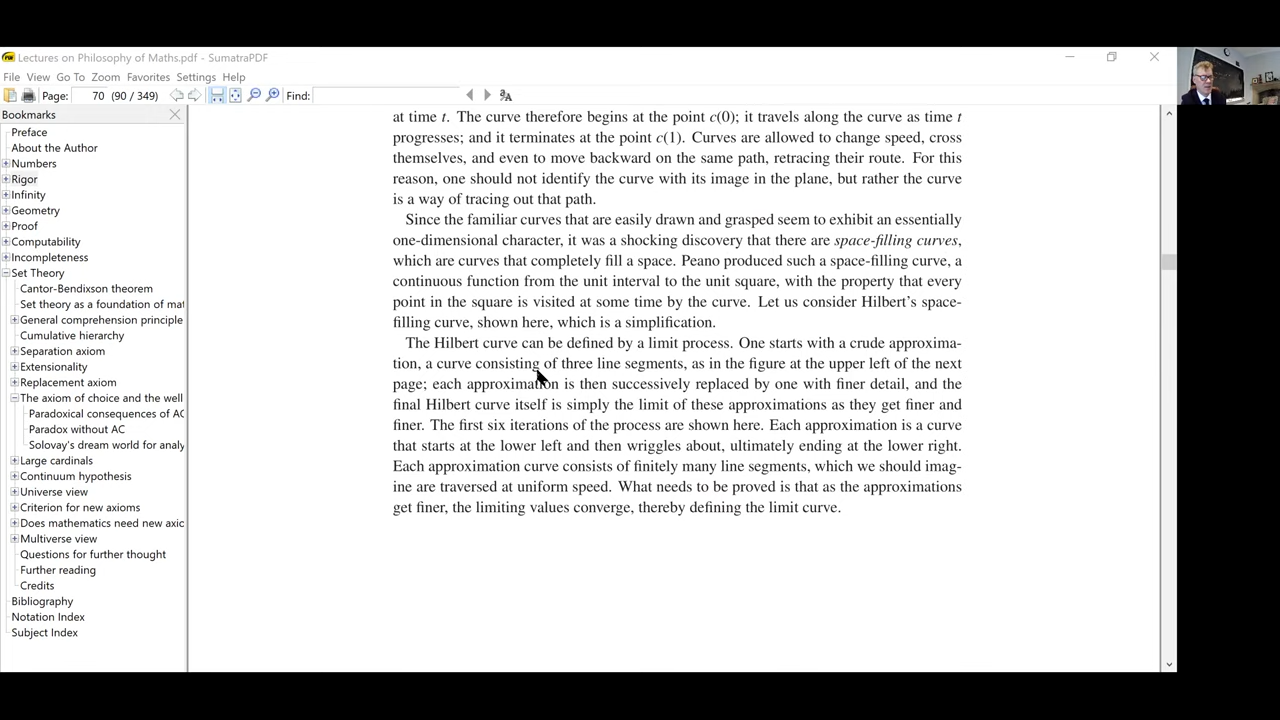 Lectures on Philosophy of Maths.pdf - SumatraPDF
File View Go To Zoom Favorites Settings Help
Page: 70 (90 / 349) Find:
Bookmarks
Preface
About the Author
Numbers
Rigor
Infinity
Geometry
Proof
Computability
Incompleteness
Set Theory
Cantor-Bendixson theorem
Set theory as a foundation of mat
General comprehension principle
Cumulative hierarchy
Separation axiom
Extensionality
Replacement axiom
The axiom of choice and the well
Paradoxical consequences of AC
Paradox without AC
Solovay's dream world for analy
Large cardinals
Continuum hypothesis
Universe view
Criterion for new axioms
Does mathematics need new axio
Multiverse view
Questions for further thought
Further reading
Credits
Bibliography
Notation Index
Subject Index
at time t. The curve therefore begins at the point c(0); it travels along the curve as time t
progresses; and it terminates at the point c(1). Curves are allowed to change speed, cross
themselves, and even to move backward on the same path, retracing their route. For this
reason, one should not identify the curve with its image in the plane, but rather the curve
is a way of tracing out that path.
Since the familiar curves that are easily drawn and grasped seem to exhibit an essentially
one-dimensional character, it was a shocking discovery that there are space-filling curves,
which are curves that completely fill a space. Peano produced such a space-filling curve, a
continuous function from the unit interval to the unit square, with the property that every
point in the square is visited at some time by the curve. Let us consider Hilbert's space-
filling curve, shown here, which is a simplification.
The Hilbert curve can be defined by a limit process. One starts with a crude approxima-
tion, a curve consisting of three line segments, as in the figure at the upper left of the next
page; each approximation is then successively replaced by one with finer detail, and the
final Hilbert curve itself is simply the limit of these approximations as they get finer and
finer. The first six iterations of the process are shown here. Each approximation is a curve
that starts at the lower left and then wriggles about, ultimately ending at the lower right.
Each approximation curve consists of finitely many line segments, which we should imag-
ine are traversed at uniform speed. What needs to be proved is that as the approximations
get finer, the limiting values converge, thereby defining the limit curve.